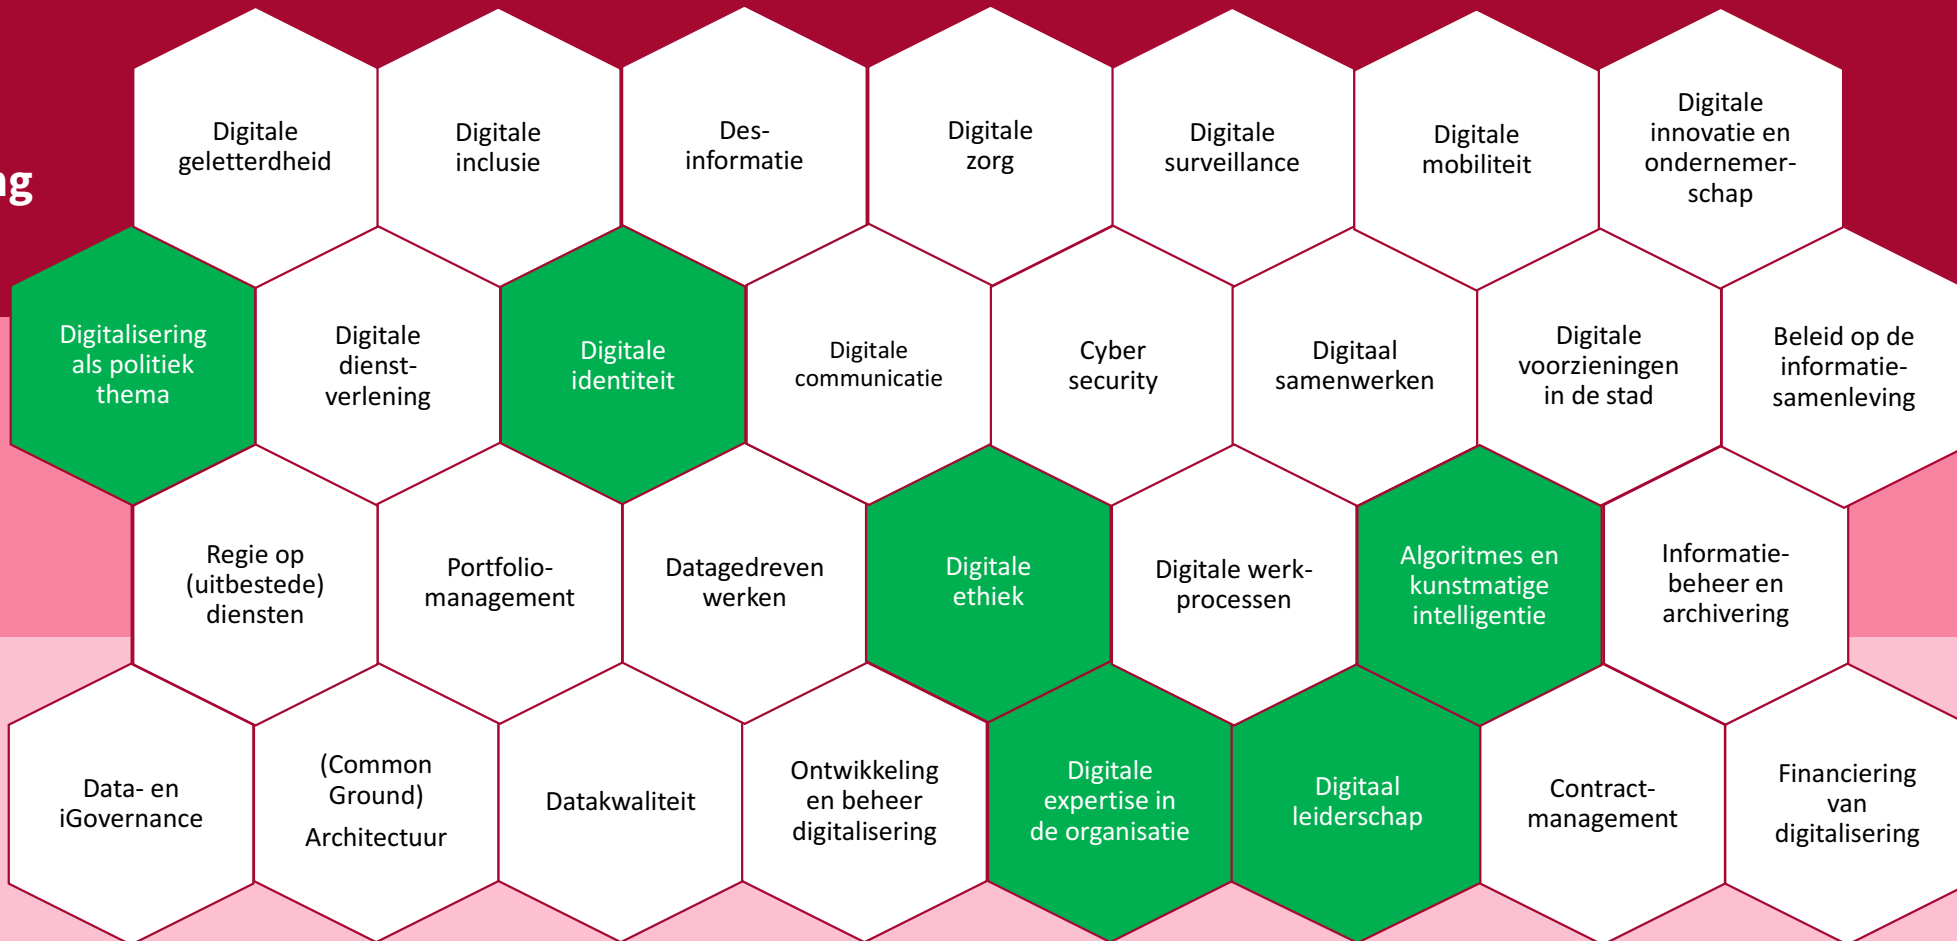 ng
Digitale
geletterdheid
Digitale
inclusie
Des-
informatie
Digitale
zorg
Digitale
surveillance
Digitale
mobiliteit
Digitale
innovatie en
ondernemer-
schap
Digitalisering
als politiek
thema
Digitale
dienst-
verlening
Digitale
identiteit
Digitale
communicatie
Cyber
security
Digitaal
samenwerken
Digitale
voorzieningen
in de stad
Beleid op de
informatie-
samenleving
Regie op
(uitbestede)
diensten
Portfolio-
management
Datagedreven
werken
Digitale
ethiek
Digitale werk-
processen
Algoritmes en
kunstmatige
intelligentie
Informatie-
beheer en
archivering
Data- en
iGovernance
(Common
Ground)
Architectuur
Datakwaliteit
Ontwikkeling
en beheer
digitalisering
Digitale
expertise in
de organisatie
Digitaal
leiderschap
Contract-
management
Financiering
van
digitalisering